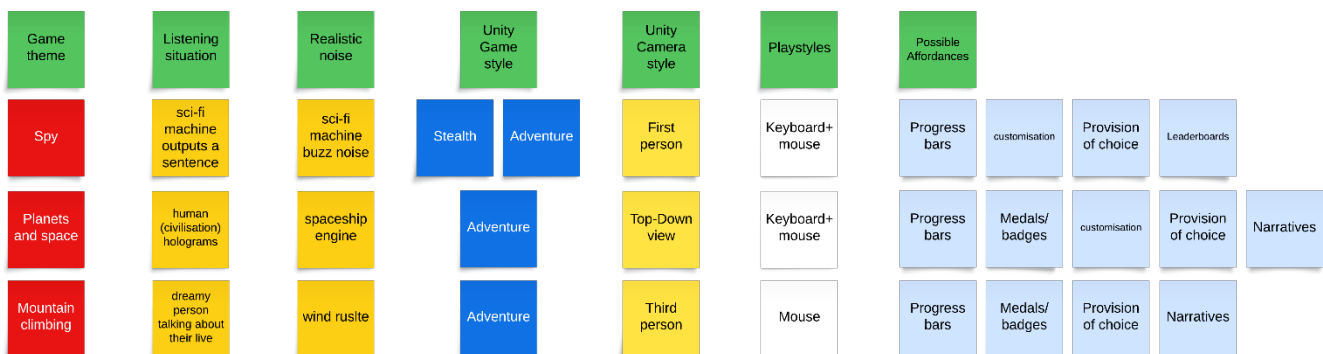 Game
theme
Listening
situation
Realistic
noise
Unity
Game
style
Unity
Camera
style
Playstyles
Possible
Affordances
Spy
sci-fi
machine
outputs a
sentence
sci-fi
machine
buzz noise
Stealth
Adventure
First
person
Keyboard+
mouse
Progress
bars
customisation
Provision
of choice
Leaderboards
Planets
and space
human
(civilisation)
holograms
spaceship
engine
Adventure
Top-Down
view
Keyboard+
mouse
Progress
bars
Medals/
badges
customisation
Provision
of choice
Narratives
Mountain
climbing
dreamy
person
talking about
their live
wind ruslte
Adventure
Third
person
Mouse
Progress
bars
Medals/
badges
Provision
of choice
Narratives